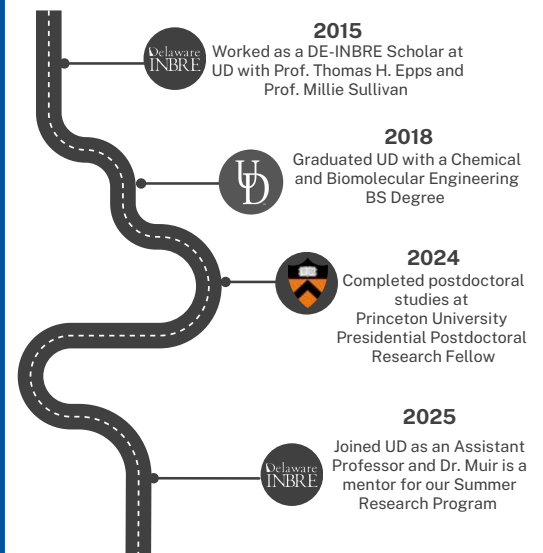 2015
Delaware
INBRE
Worked as a DE-INBRE Scholar at
UD with Prof. Thomas H. Epps and
Prof. Millie Sullivan
2018
UD
Graduated UD with a Chemical
and Biomolecular Engineering
BS Degree
2024
Completed postdoctoral
studies at
Princeton University
Presidential Postdoctoral
Research Fellow
2025
Delaware
INBRE
Joined UD as an Assistant
Professor and Dr. Muir is a
mentor for our Summer
Research Program